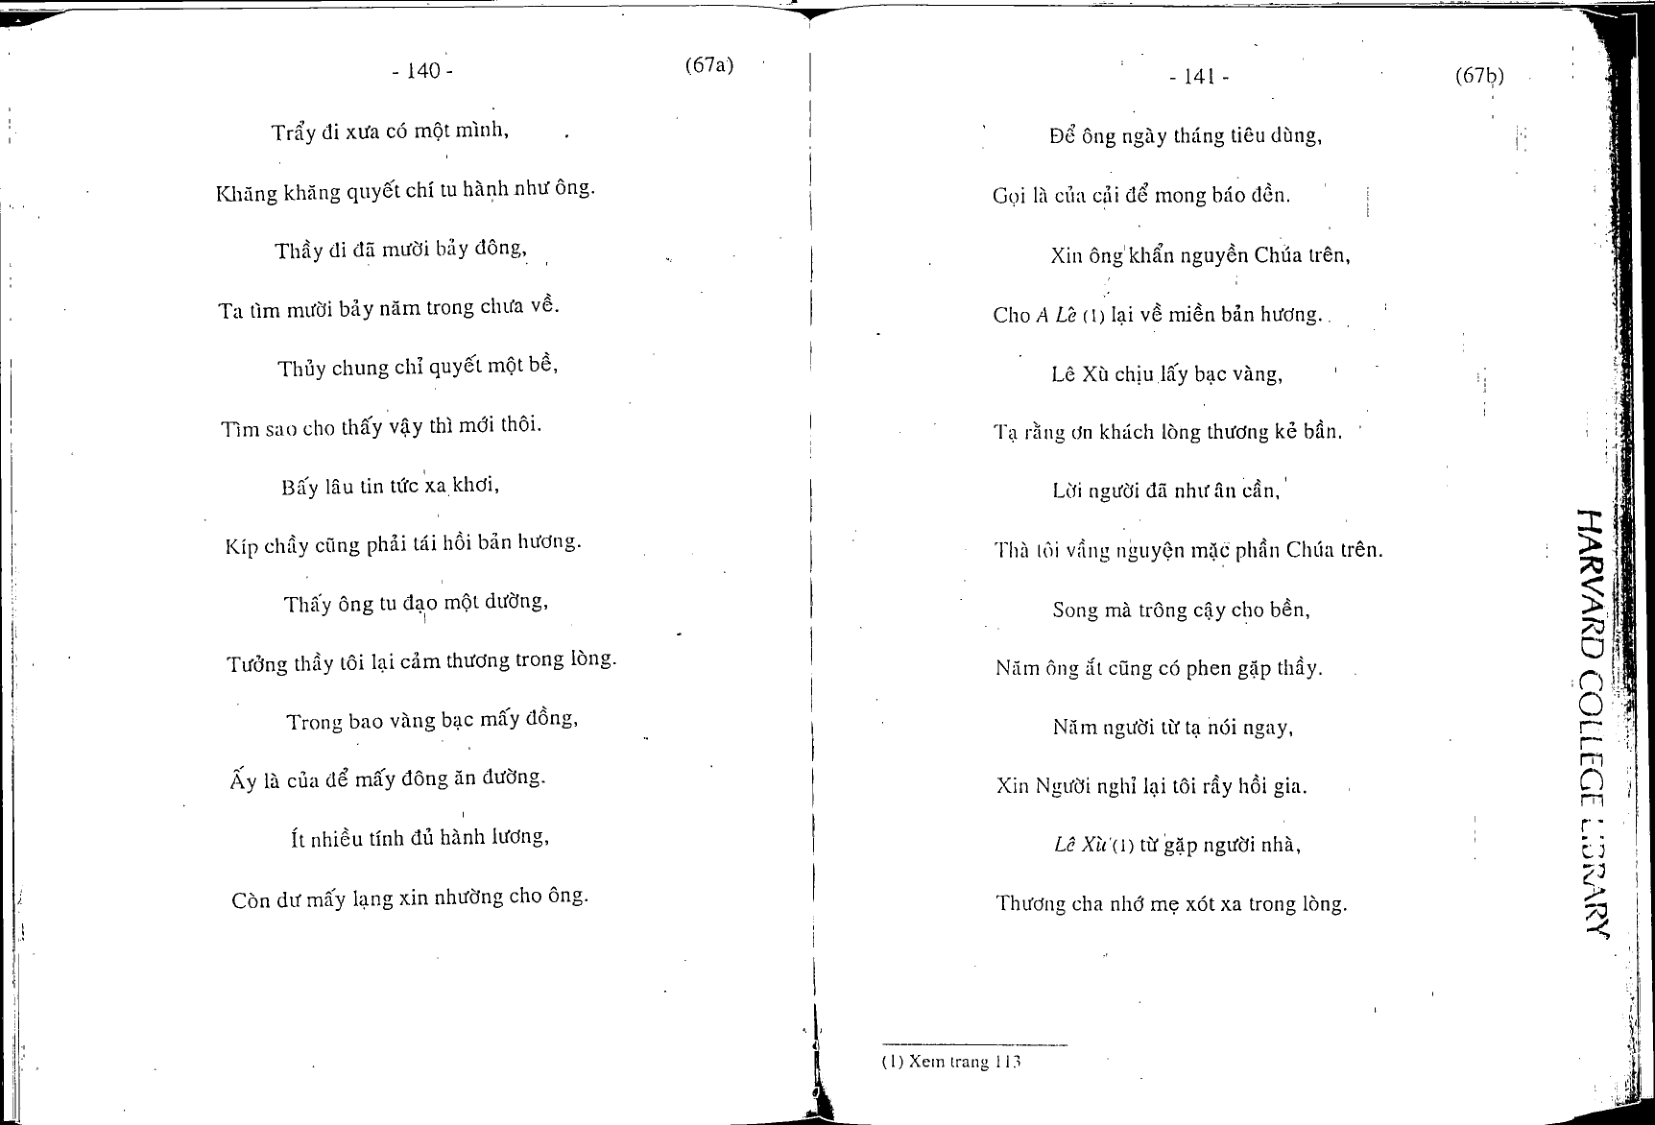 - 140 -
(67a)
Trẩy đi xưa có một mình,
Khăng khăng quyết chí tu hành như ông.
Thầy đi đã mười bảy đông,
Ta tìm mười bảy năm trong chưa về.
Thủy chung chỉ quyết một bề,
Tìm sao cho thấy vậy thì mới thôi.
Bấy lâu tin tức xa khơi,
Kíp chầy cũng phải tái hồi bản hương.
Thấy ông tu đạo một dường,
Tưởng thầy tôi lại cảm thương trong lòng.
Trong bao vàng bạc mấy đồng,
Ấy là của để mấy đông ăn đường.
Ít nhiều tính đủ hành lương,
Còn dư mấy lạng xin nhường cho ông.
- 141 -
(67b)
Để ông ngày tháng tiêu dùng,
Gọi là của cải để mong báo đền.
Xin ông khẩn nguyền Chúa trên,
Cho A Lê (1) lại về miền bản hương.
Lê Xù chịu lấy bạc vàng,
Tạ rằng ơn khách lòng thương kẻ bần.
Lời người đã như ân cần,
Thà tôi vầng nguyện mặc phần Chúa trên.
Song mà trông cậy cho bền,
Năm ông ắt cũng có phen gặp thầy.
Năm người từ tạ nói ngay,
Xin Người nghỉ lại tôi rầy hồi gia.
Lê Xù (1) từ gặp người nhà,
Thương cha nhớ mẹ xót xa trong lòng.
(1) Xem trang 113
HARVARD COLLEGE LIBRARY